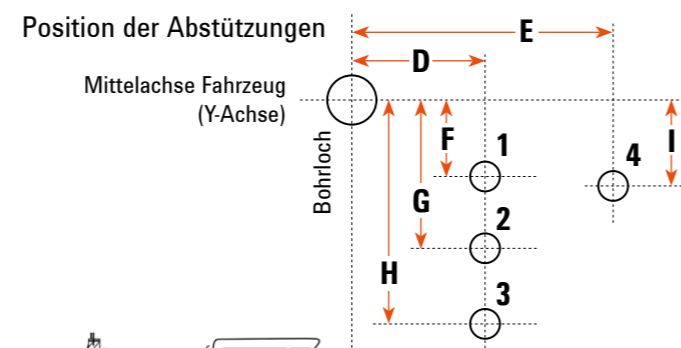 Position der Abstützungen
E
D
Mittelachse Fahrzeug
(Y-Achse)
Bohrloch
F
1
I
4
G
2
H
3